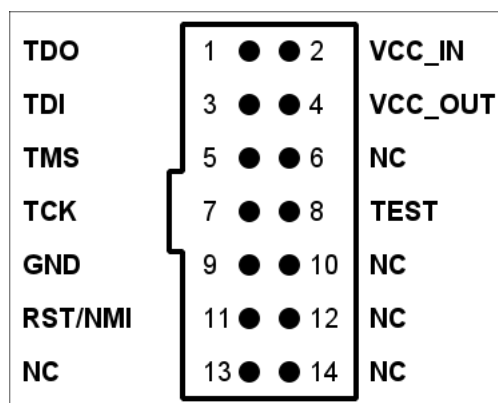 TDO 1 2 VCC_IN
TDI 3 4 VCC_OUT
TMS 5 6 NC
TCK 7 8 TEST
GND 9 10 NC
RST/NMI 11 12 NC
NC 13 14 NC